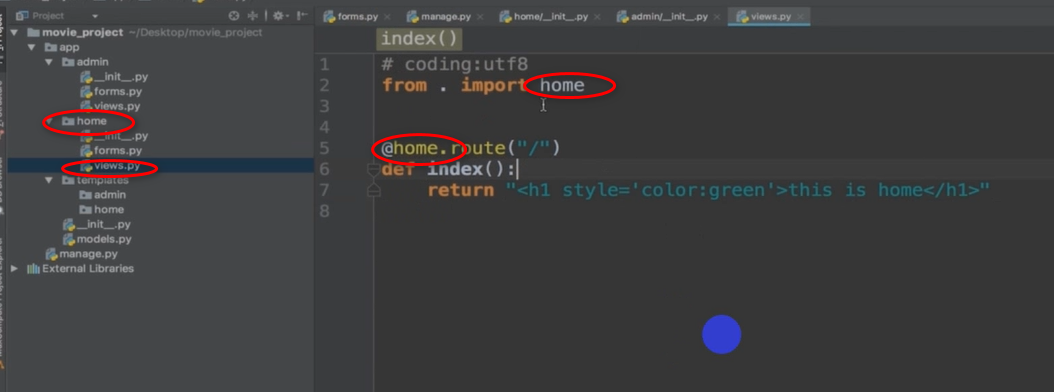 Project
forms.py
manage.py
home/__init__.py
admin/__init__.py
views.py
movie_project ~/Desktop/movie_project
app
admin
__init__.py
forms.py
views.py
home
__init__.py
forms.py
views.py
templates
admin
home
__init__.py
models.py
manage.py
External Libraries
index()
1 # coding:utf8
2 from . import home
3
4
5 @home.route("/")
6 def index():
7 return "<h1 style='color:green'>this is home</h1>"
8